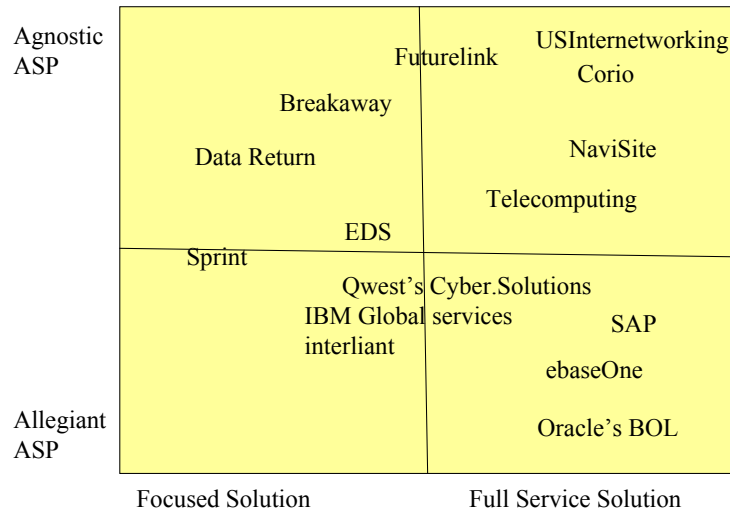 Agnostic
ASP
Futurelink
USInternetworking
Corio
Breakaway
Data Return
NaviSite
Telecomputing
EDS
Sprint
Qwest’s Cyber.Solutions
IBM Global services
interliant
SAP
ebaseOne
Allegiant
ASP
Oracle’s BOL
Focused Solution
Full Service Solution